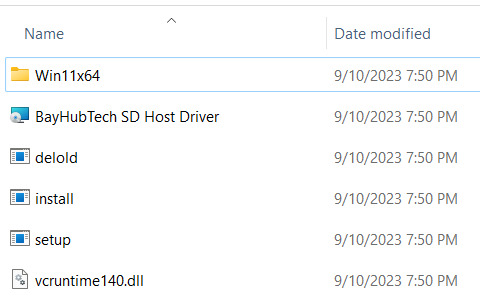 Name Date modified
Win11x64 9/10/2023 7:50 PM
BayHubTech SD Host Driver 9/10/2023 7:50 PM
delold 9/10/2023 7:50 PM
install 9/10/2023 7:50 PM
setup 9/10/2023 7:50 PM
vcruntime140.dll 9/10/2023 7:50 PM